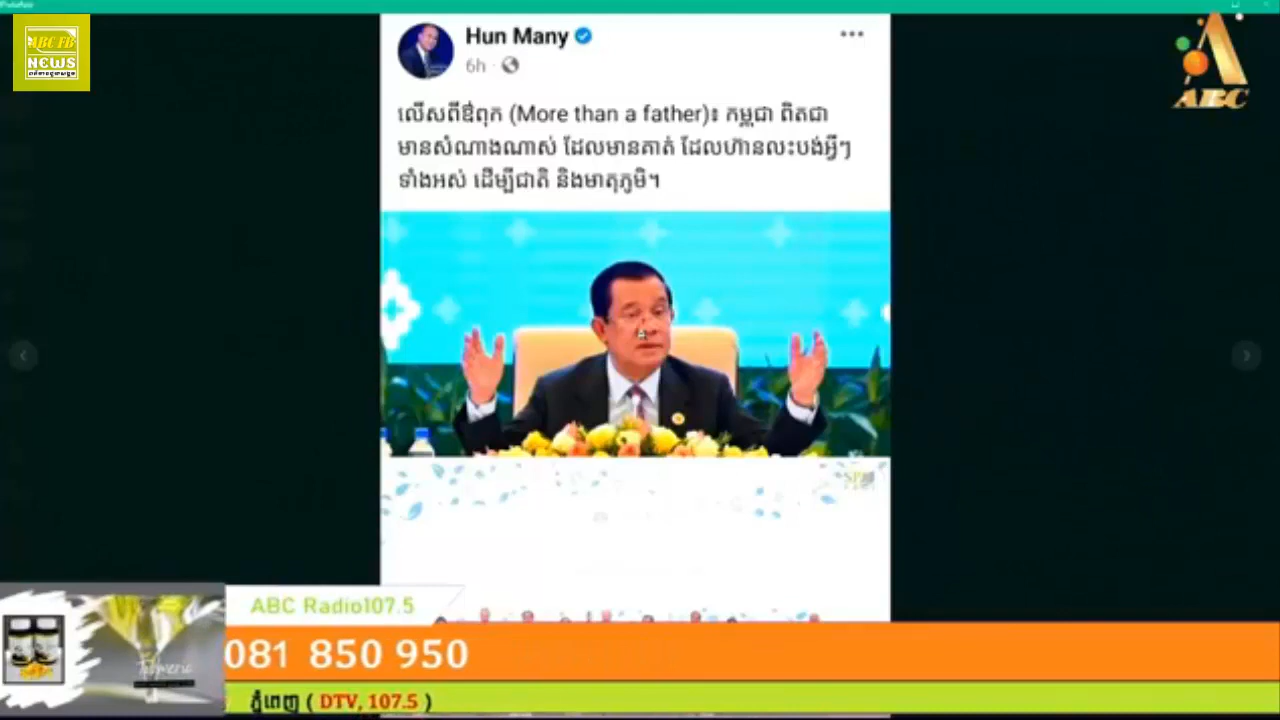 ABC FB
NEWS
Hun Many
6h
ABC
លើសពីឪពុក (More than a father)៖ កម្ពុជា ពិតជា
មានសំណាងណាស់ ដែលមានគាត់ ដែលហ៊ានលះបង់អ្វីៗ
ទាំងអស់ ដើម្បីជាតិ និងមាតុភូមិ។
ABC Radio107.5
081 850 950
Turmeric
ភ្នំពេញ ( DTV, 107.5 )